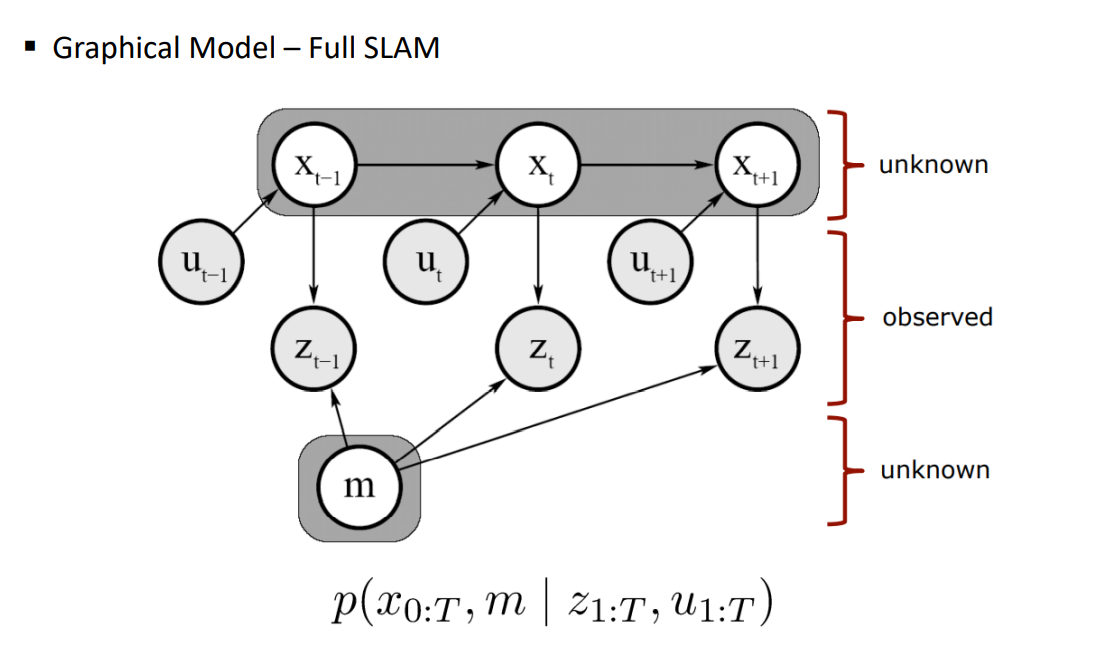 ▪ Graphical Model – Full SLAM
x_{t−1} x_t x_{t+1} unknown
u_{t−1} u_t u_{t+1}
observed
z_{t−1} z_t z_{t+1}
unknown
m
p(x_{0:T}, m | z_{1:T}, u_{1:T})